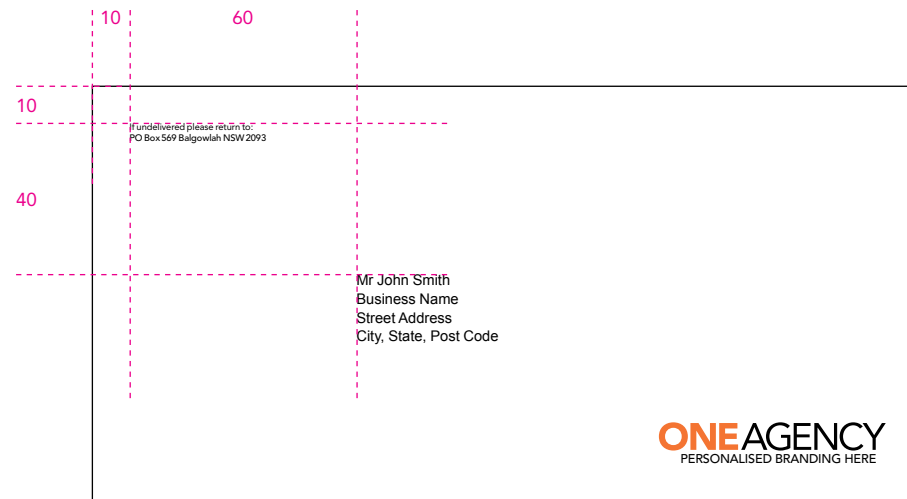 10 60
10
If undelivered please return to:
PO Box 569 Balgowlah NSW 2093
40
Mr John Smith
Business Name
Street Address
City, State, Post Code
ONEAGENCY
PERSONALISED BRANDING HERE